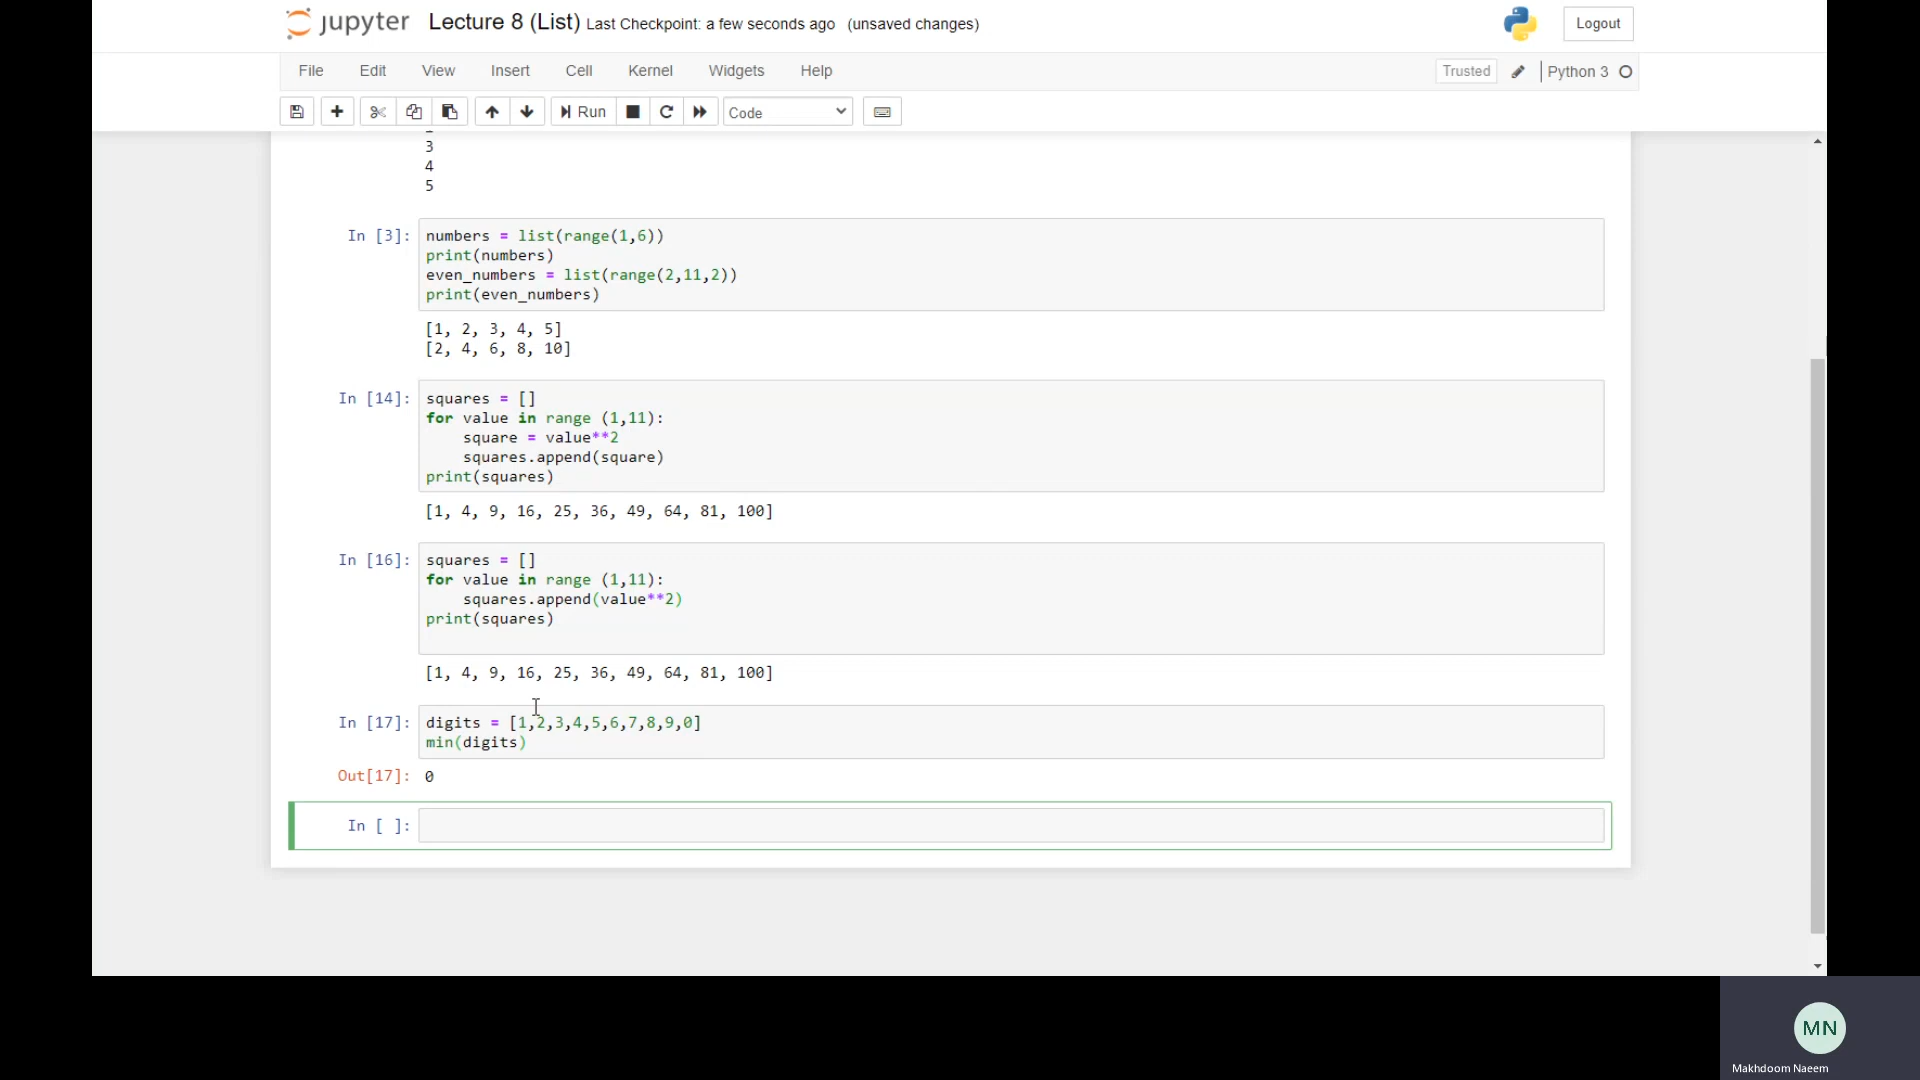 jupyter Lecture 8 (List) Last Checkpoint: a few seconds ago (unsaved changes) Logout
File Edit View Insert Cell Kernel Widgets Help Trusted Python 3
Run Code
3
4
5
In [3]: numbers = list(range(1,6))
print(numbers)
even_numbers = list(range(2,11,2))
print(even_numbers)
[1, 2, 3, 4, 5]
[2, 4, 6, 8, 10]
In [14]: squares = []
for value in range (1,11):
    square = value**2
    squares.append(square)
print(squares)
[1, 4, 9, 16, 25, 36, 49, 64, 81, 100]
In [16]: squares = []
for value in range (1,11):
    squares.append(value**2)
print(squares)
[1, 4, 9, 16, 25, 36, 49, 64, 81, 100]
In [17]: digits = [1,2,3,4,5,6,7,8,9,0]
min(digits)
Out[17]: 0
In [ ]:
MN
Makhdoom Naeem